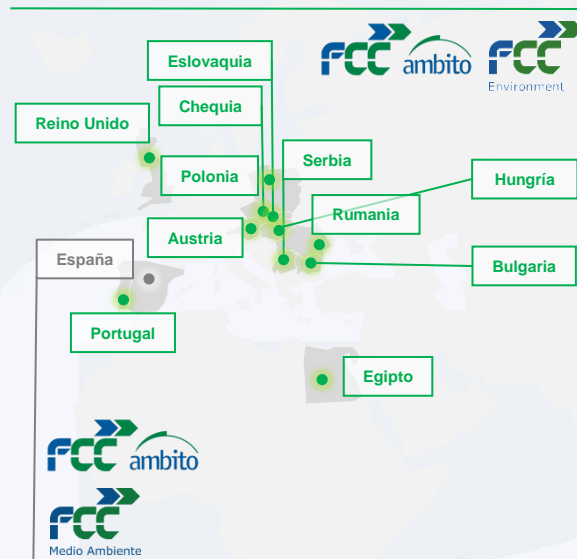 FCC ambito
FCC
Environment
Eslovaquia
Chequia
Reino Unido
Serbia
Polonia
Hungría
Rumania
Austria
España
Bulgaria
Portugal
Egipto
FCC ambito
FCC
Medio Ambiente